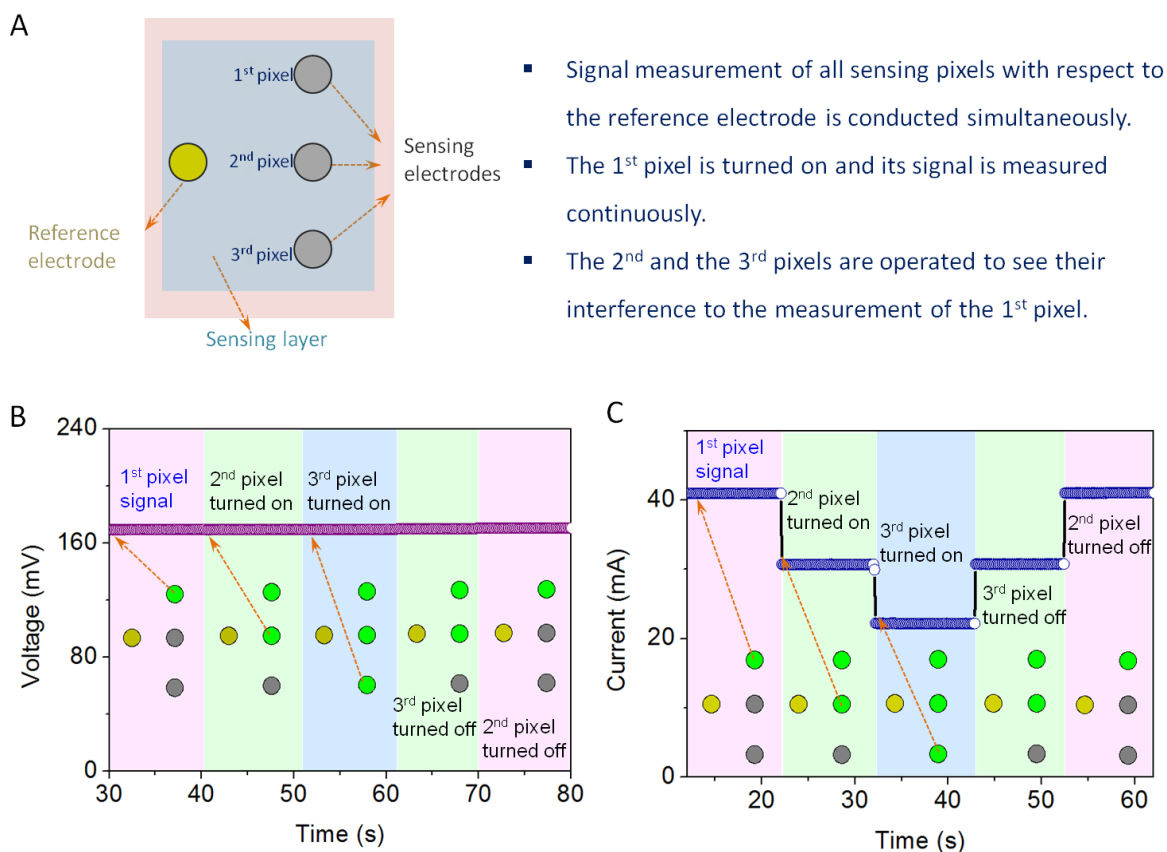 A
1st pixel
2nd pixel
3rd pixel
Sensing
electrodes
Reference
electrode
Sensing layer
▪ Signal measurement of all sensing pixels with respect to
the reference electrode is conducted simultaneously.
▪ The 1st pixel is turned on and its signal is measured
continuously.
▪ The 2nd and the 3rd pixels are operated to see their
interference to the measurement of the 1st pixel.
B
240
160
80
0
Voltage (mV)
1st pixel
signal
2nd pixel
turned on
3rd pixel
turned on
3rd pixel
turned off
2nd pixel
turned off
30
40
50
60
70
80
Time (s)
C
40
20
0
Current (mA)
1st pixel
signal
2nd pixel
turned on
3rd pixel
turned on
3rd pixel
turned off
2nd pixel
turned off
20
30
40
50
60
Time (s)